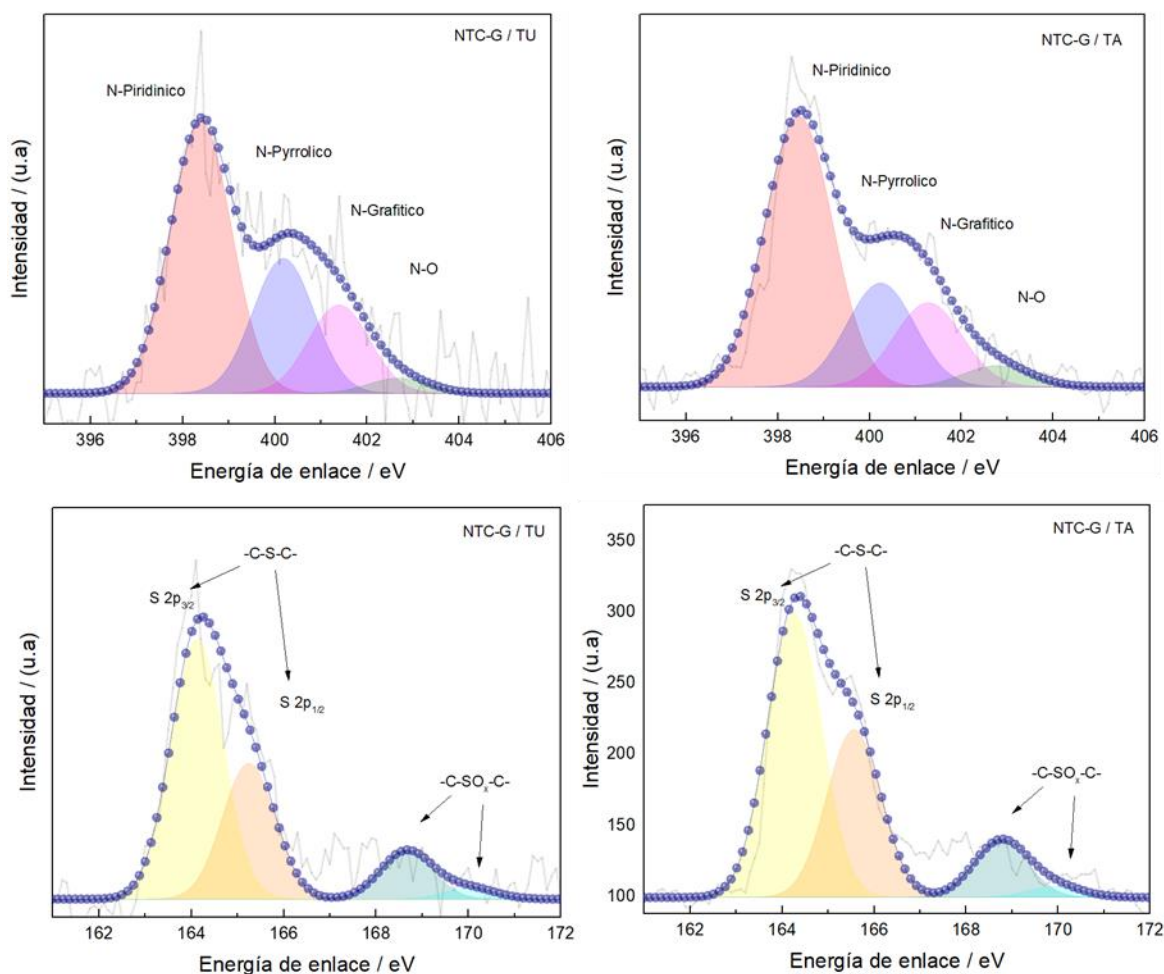 NTC-G / TU
N-Piridinico
N-Pyrrolico
N-Grafitico
N-O
Intensidad / (u.a)
396 398 400 402 404 406
Energía de enlace / eV
NTC-G / TA
N-Piridinico
N-Pyrrolico
N-Grafitico
N-O
Intensidad / (u.a)
396 398 400 402 404 406
Energía de enlace / eV
NTC-G / TU
-C-S-C-
S 2p3/2
S 2p1/2
-C-SOx-C-
Intensidad / (u.a)
162 164 166 168 170 172
Energía de enlace / eV
NTC-G / TA
-C-S-C-
S 2p3/2
S 2p1/2
-C-SOx-C-
Intensidad / (u.a)
350
300
250
200
150
100
162 164 166 168 170 172
Energía de enlace / eV